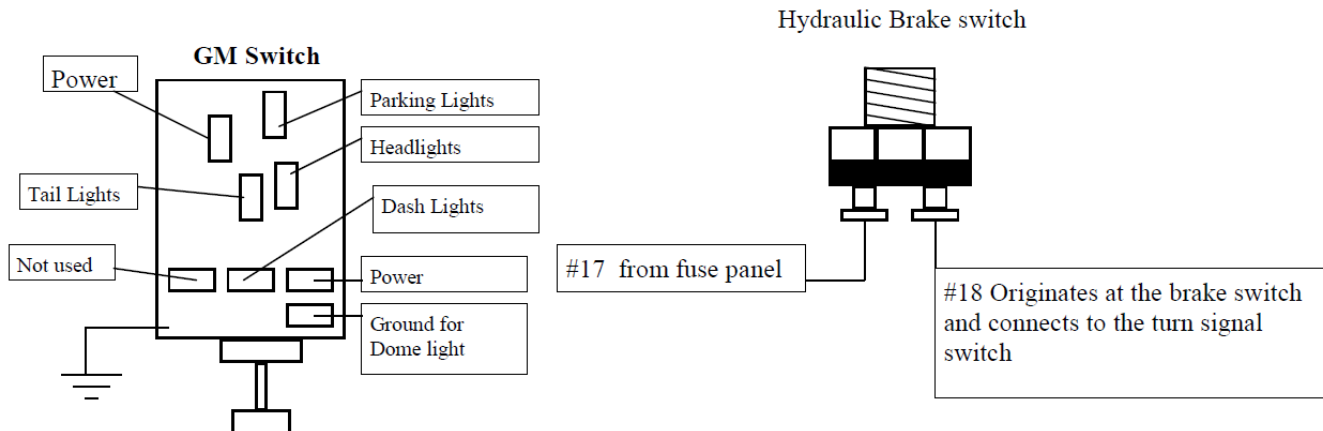 Hydraulic Brake switch
GM Switch
Power
Parking Lights
Headlights
Tail Lights
Dash Lights
Not used
Power
Ground for
Dome light
#17 from fuse panel
#18 Originates at the brake switch
and connects to the turn signal
switch